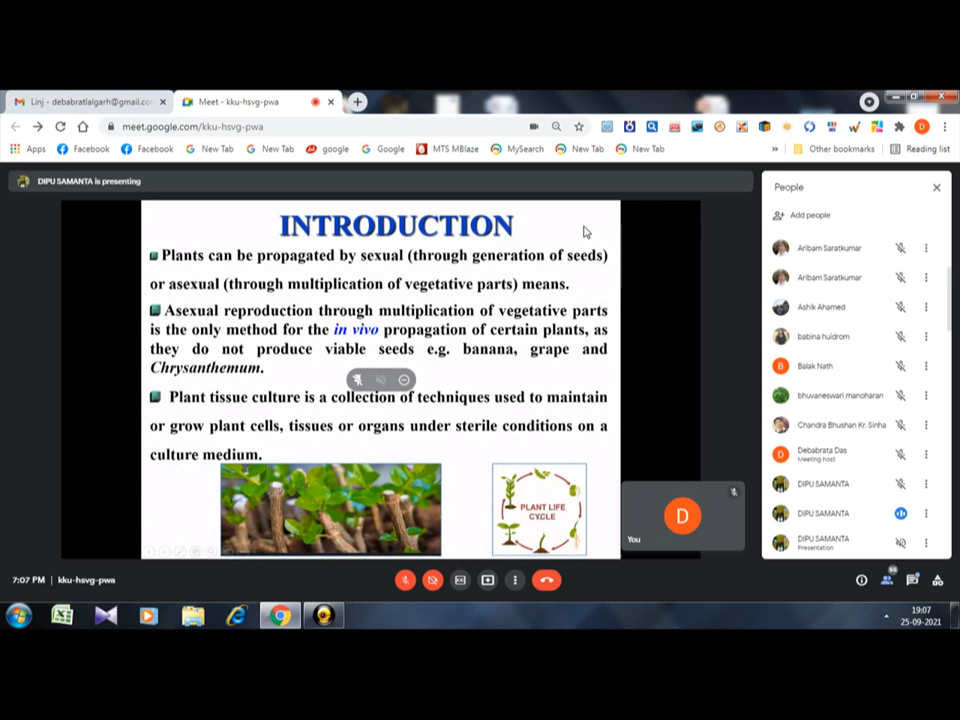 Linj - debabratlalgarh@gmail.co
Meet - kku-hsvg-pwa
meet.google.com/kku-hsvg-pwa
Apps
Facebook
Facebook
New Tab
New Tab
google
Google
MTS MBlaze
MySearch
New Tab
New Tab
»
Other bookmarks
Reading list
D
DIPU SAMANTA is presenting
INTRODUCTION
Plants can be propagated by sexual (through generation of seeds)
or asexual (through multiplication of vegetative parts) means.
Asexual reproduction through multiplication of vegetative parts
is the only method for the in vivo propagation of certain plants, as
they do not produce viable seeds e.g. banana, grape and
Chrysanthemum.
Plant tissue culture is a collection of techniques used to maintain
or grow plant cells, tissues or organs under sterile conditions on a
culture medium.
PLANT LIFE
CYCLE
D
You
People
Add people
Aribam Saratkumar
Aribam Saratkumar
Ashik Ahamed
babina huidrom
B
Balak Nath
bhuvaneswari manoharan
Chandra Bhushan Kr. Sinha
D
Debabrata Das
Meeting host
DIPU SAMANTA
DIPU SAMANTA
DIPU SAMANTA
Presentation
7:07 PM | kku-hsvg-pwa
55
19:07
25-09-2021